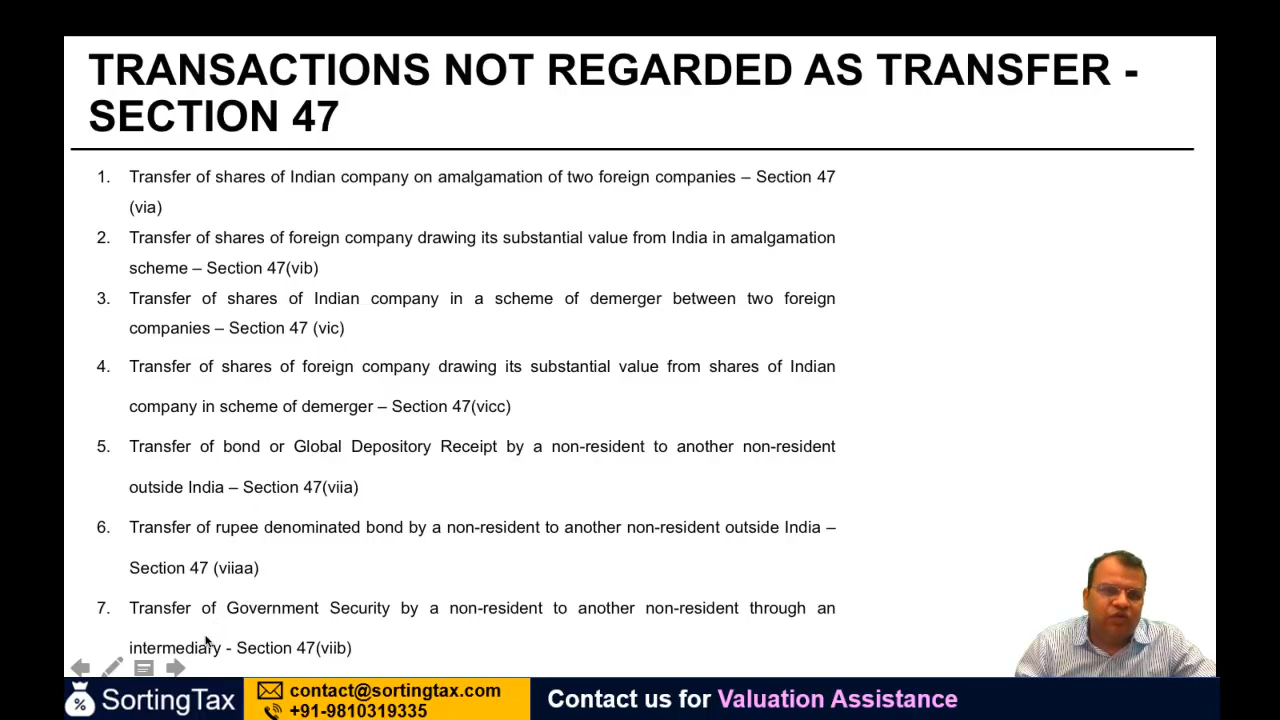 TRANSACTIONS NOT REGARDED AS TRANSFER -
SECTION 47
1. Transfer of shares of Indian company on amalgamation of two foreign companies – Section 47
(via)
2. Transfer of shares of foreign company drawing its substantial value from India in amalgamation
scheme – Section 47(vib)
3. Transfer of shares of Indian company in a scheme of demerger between two foreign
companies – Section 47 (vic)
4. Transfer of shares of foreign company drawing its substantial value from shares of Indian
company in scheme of demerger – Section 47(vicc)
5. Transfer of bond or Global Depository Receipt by a non-resident to another non-resident
outside India – Section 47(viia)
6. Transfer of rupee denominated bond by a non-resident to another non-resident outside India –
Section 47 (viiaa)
7. Transfer of Government Security by a non-resident to another non-resident through an
intermediary - Section 47(viib)
% SortingTax
contact@sortingtax.com
+91-9810319335
Contact us for Valuation Assistance